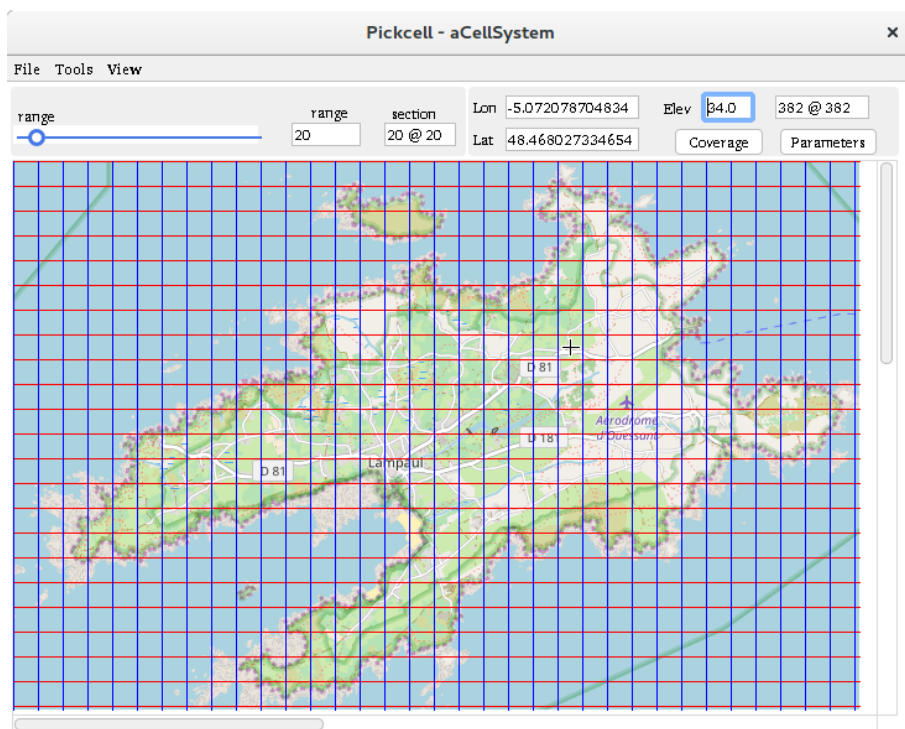 Pickcell - aCellSystem
×
File Tools View
range
range
20
section
20 @ 20
Lon -5.072078704834
Lat 48.468027334654
Elev 34.0
382 @ 382
Coverage
Parameters
D 81
Aérodrome
d'Ouessant
D 181
Lampaul
D 81